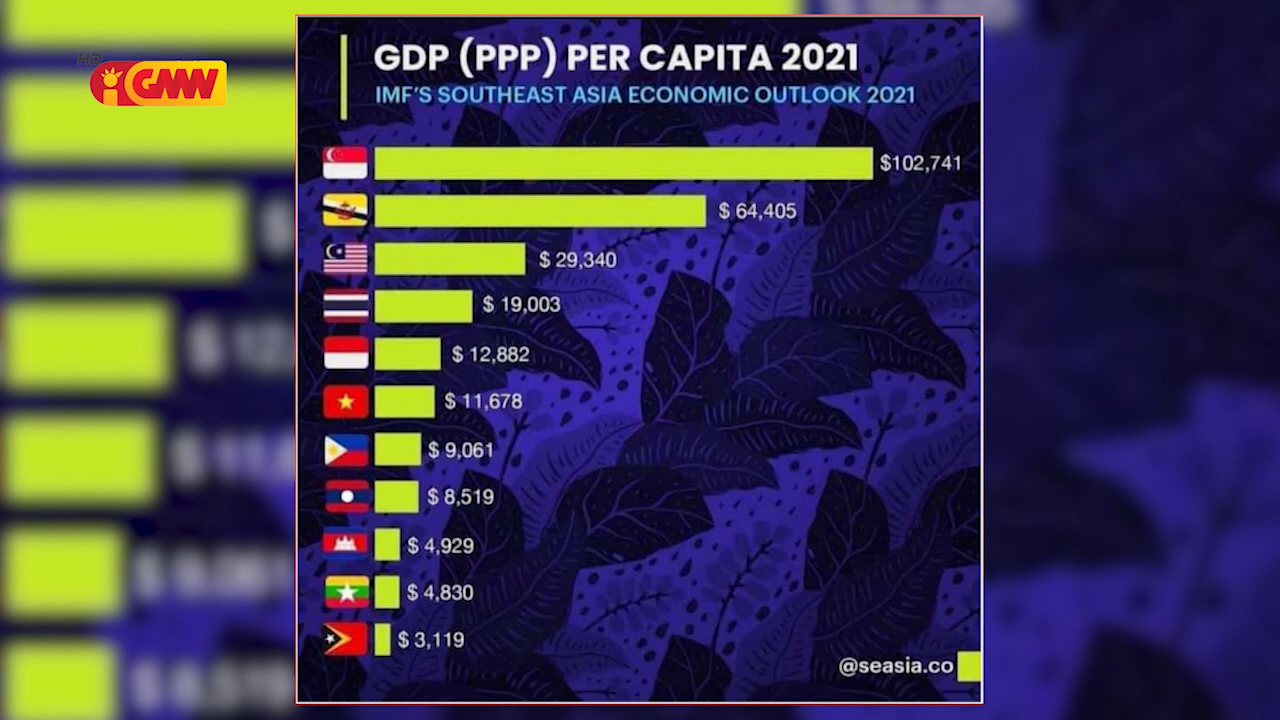 HD
GMW
GDP (PPP) PER CAPITA 2021
IMF'S SOUTHEAST ASIA ECONOMIC OUTLOOK 2021
$102,741
$ 64,405
$ 29,340
$ 19,003
$ 12,882
$ 11,678
$ 9,061
$ 8,519
$ 4,929
$ 4,830
$ 3,119
@seasia.co